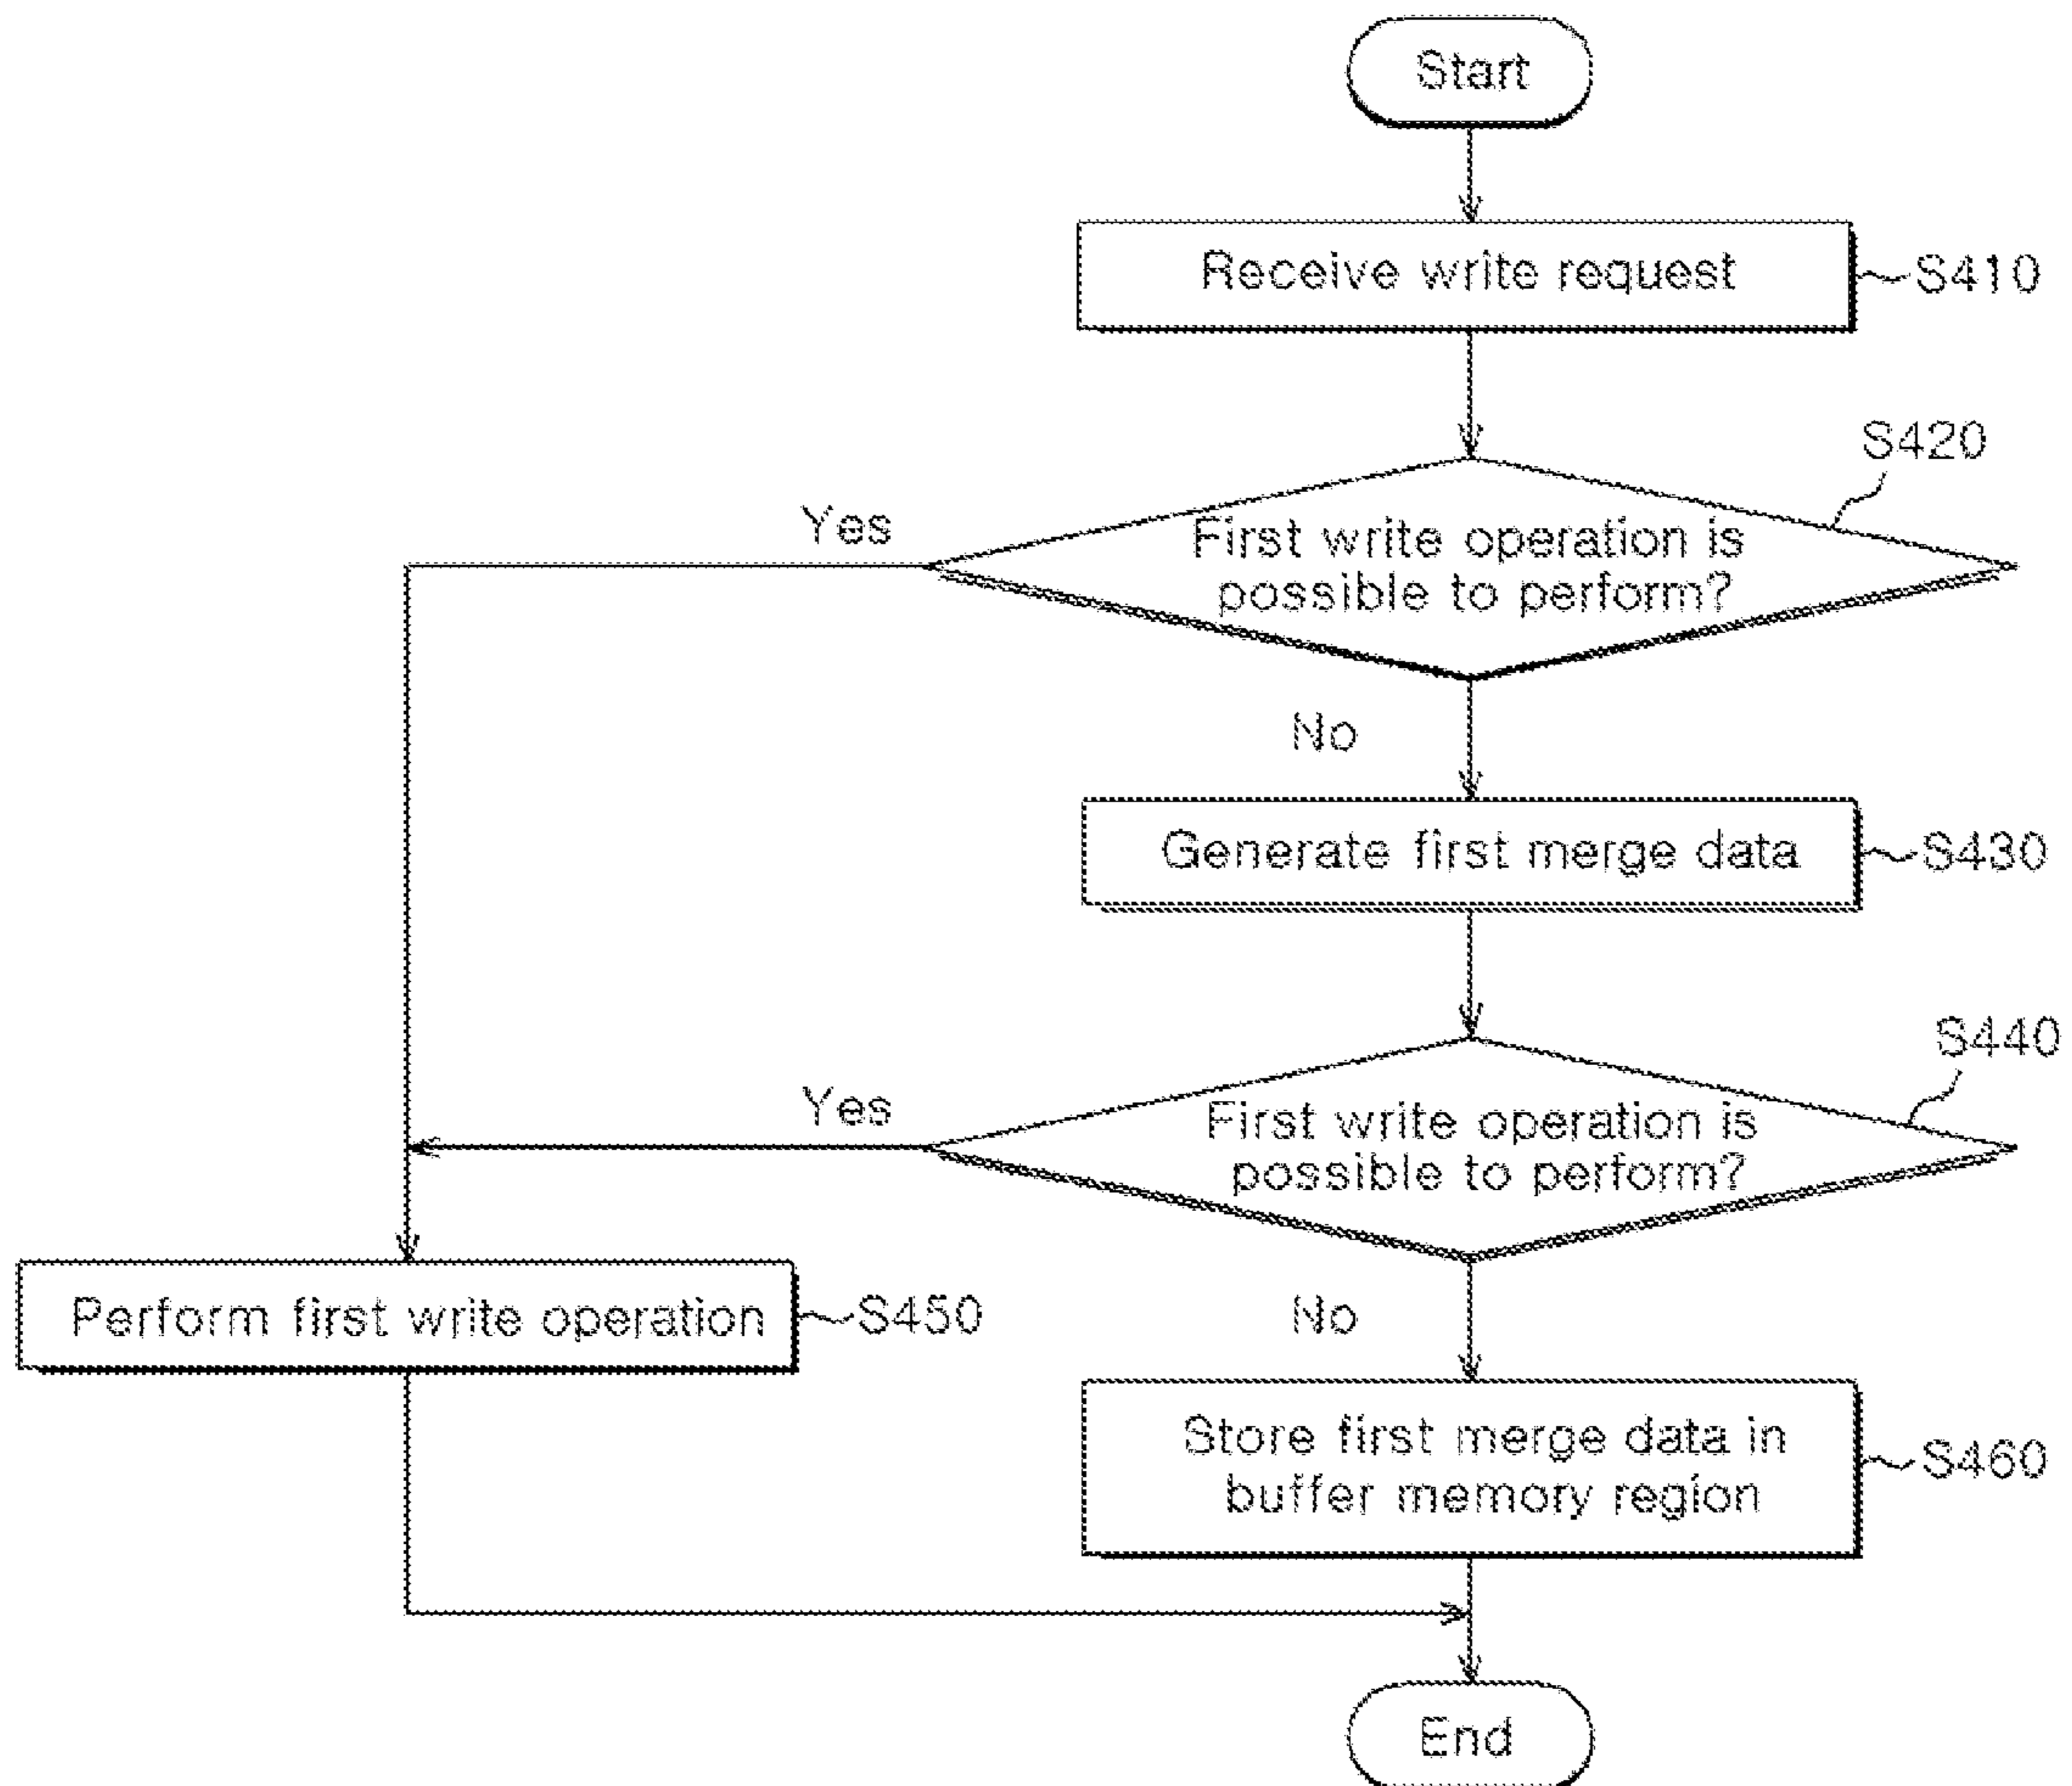 Start
Receive write request
S410
S420
First write operation is
possible to perform?
Yes
No
Generate first merge data
S430
S440
First write operation is
possible to perform?
Yes
No
Perform first write operation
S450
Store first merge data in
buffer memory region
S460
End